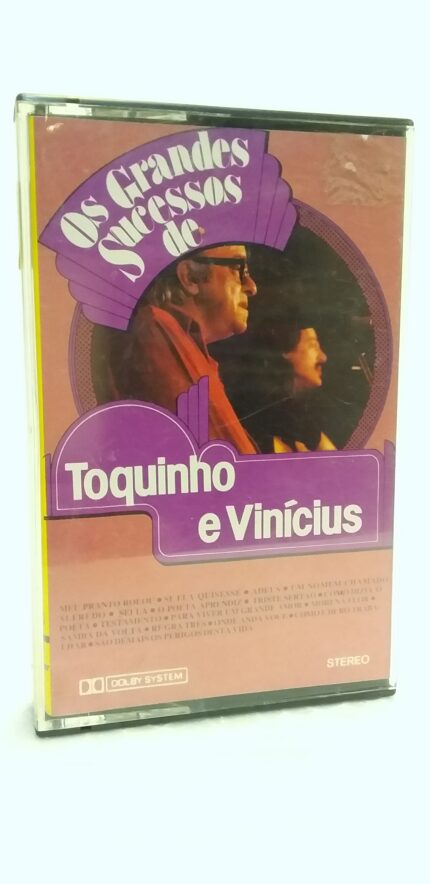 Os Grandes
Sucessos
de
Toquinho
e Vinícius
MEU PRANTO ROLOU • SE ELA QUISESSE • ADEUS • UM HOMEM CHAMADO
ALFREDO • SEI LÁ • O POETA APRENDIZ • TRISTE SERTÃO • COMO DIZIA O
POETA • TESTAMENTO • PARA VIVER UM GRANDE AMOR • MORENA FLOR •
SAMBA DA VOLTA • REGRA TRÊS • ONDE ANDA VOCÊ • COMO É DURO TRABA-
LHAR • SÃO DEMAIS OS PERIGOS DESTA VIDA
DOLBY SYSTEM
STEREO